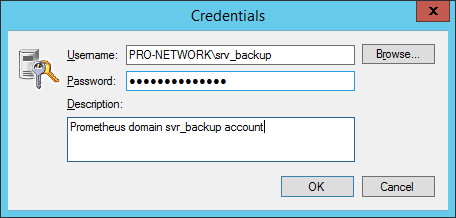 Credentials
X
Username: PRO-NETWORK\srv_backup Browse...
Password: ●●●●●●●●●●●●●●
Description:
Prometheus domain svr_backup account
OK Cancel